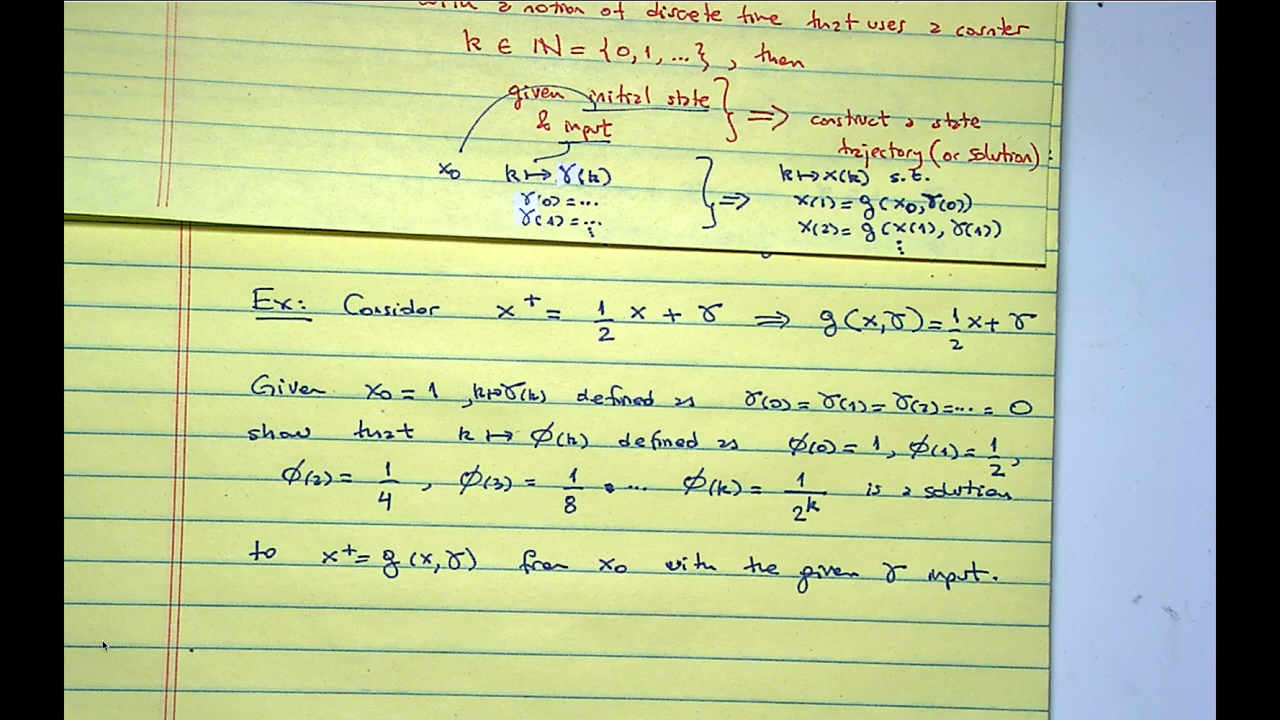 with a notion of discrete time that uses a counter
k ∈ ℕ = {0,1,...}, then
given initial state } ⟹ construct a state
& input trajectory (or solution):
x₀ k ↦ γ(k) } ⟹ k ↦ x(k) s.t.
γ(0) = ... x(1) = g(x₀, γ(0))
γ(1) = ... x(2) = g(x(1), γ(1))
⋮ ⋮
Ex: Consider x⁺ = 1/2 x + γ ⟹ g(x,γ) = 1/2 x + γ
Given x₀ = 1, k ↦ γ(k) defined as γ(0) = γ(1) = γ(2) = ... = 0
show that k ↦ φ(k) defined as φ(0) = 1, φ(1) = 1/2,
φ(2) = 1/4, φ(3) = 1/8, ... φ(k) = 1/2ᵏ is a solution
to x⁺ = g(x,γ) from x₀ with the given γ input.